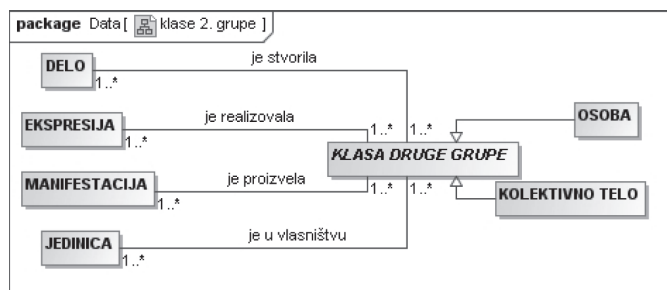 package Data [ klase 2. grupe ]
DELO
1..*
je stvorila
1..*
EKSPRESIJA
1..*
je realizovala
1..*
OSOBA
KLASA DRUGE GRUPE
MANIFESTACIJA
1..*
je proizvela
1..*
KOLEKTIVNO TELO
JEDINICA
1..*
je u vlasništvu
1..*